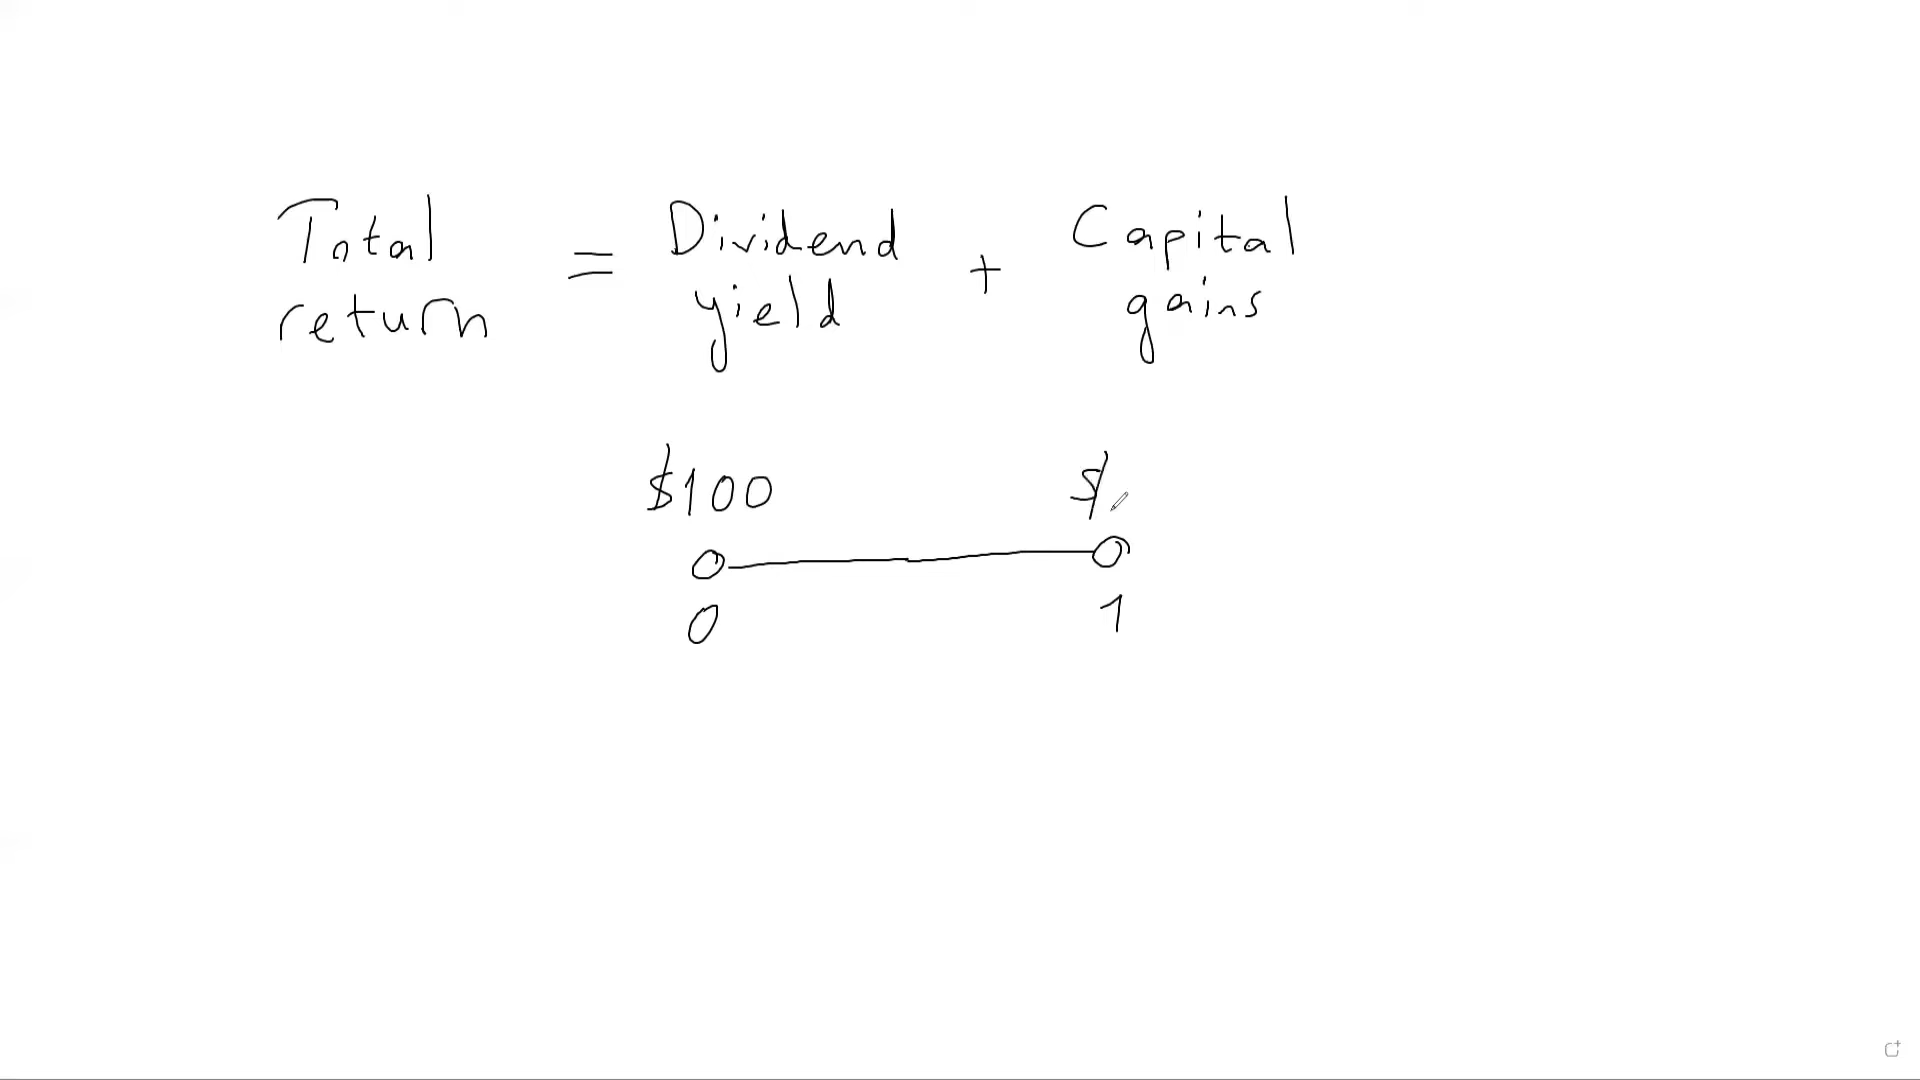 Total return = Dividend yield + Capital gains
$100 $
0 1